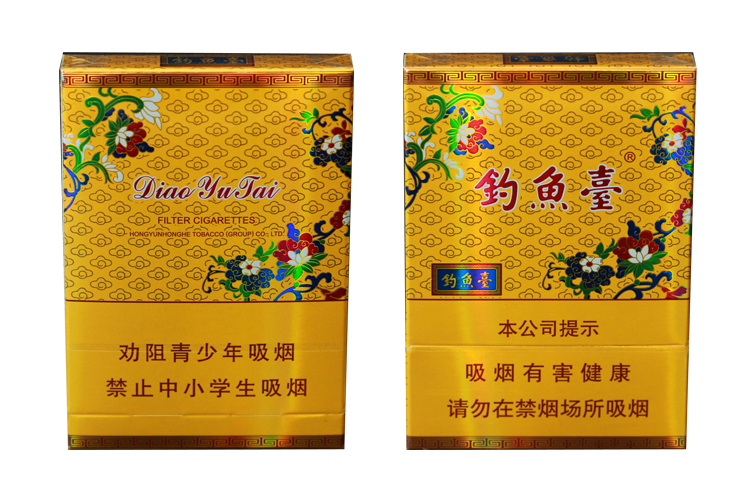 Diao Yu Tai
FILTER CIGARETTES
HONGYUNHONGHE TOBACCO (GROUP) CO., LTD.
劝阻青少年吸烟
禁止中小学生吸烟
釣魚臺®
釣魚臺
本公司提示
吸烟有害健康
请勿在禁烟场所吸烟